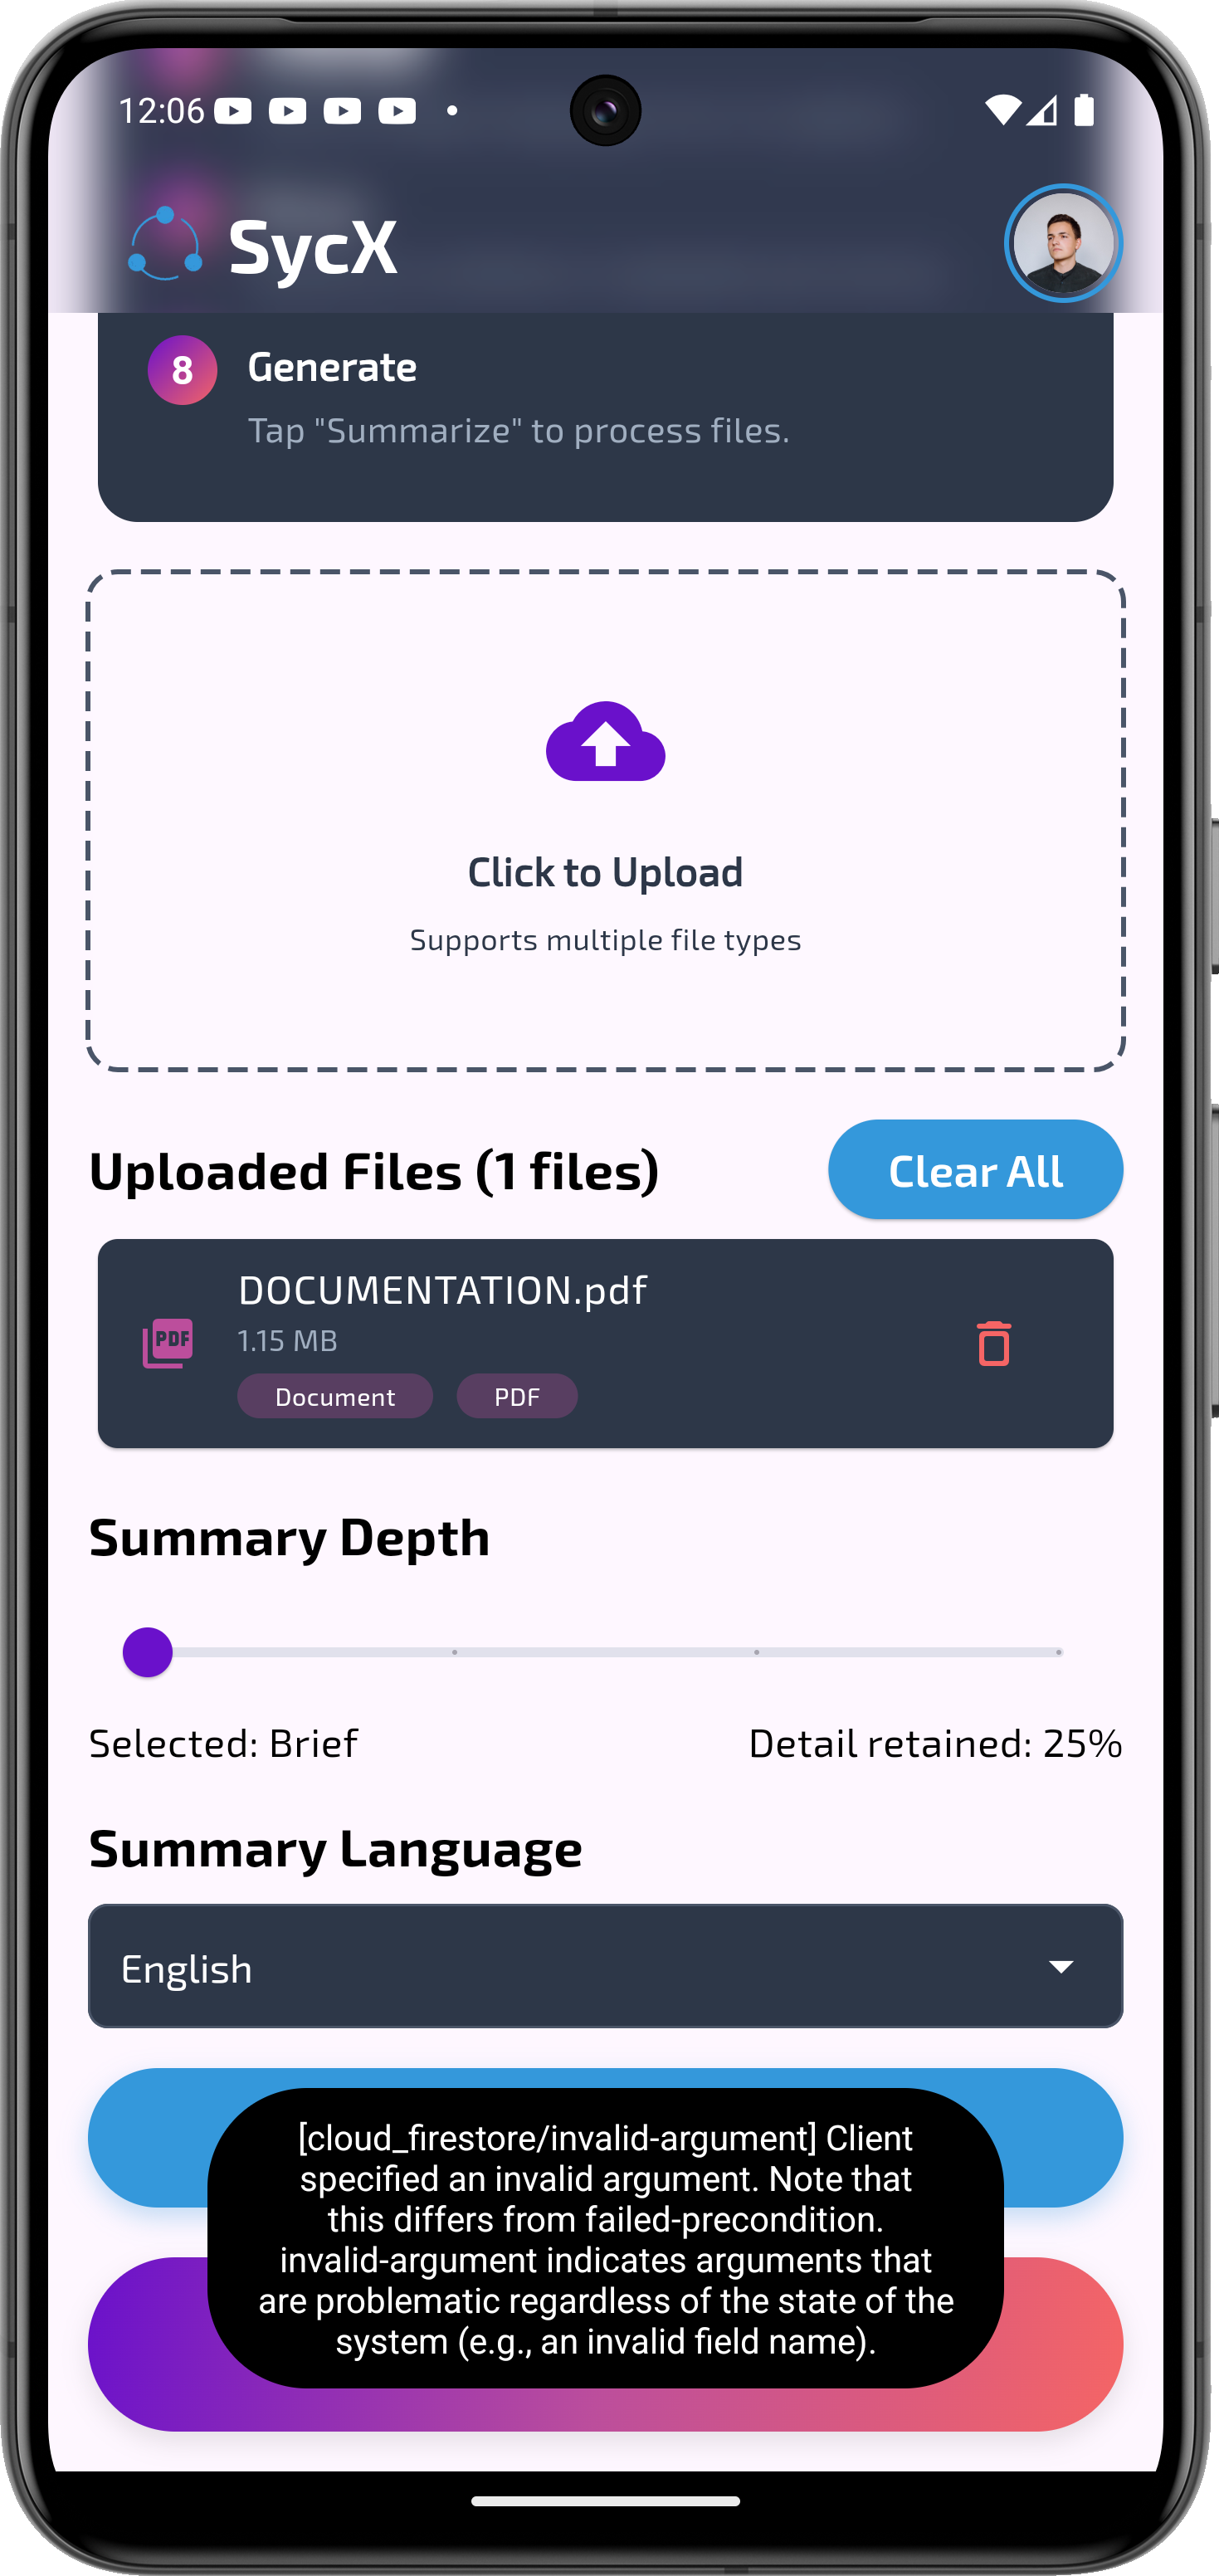 12:06
SycX
8 Generate
Tap "Summarize" to process files.
Click to Upload
Supports multiple file types
Uploaded Files (1 files) Clear All
PDF DOCUMENTATION.pdf
1.15 MB
Document PDF
Summary Depth
Selected: Brief Detail retained: 25%
Summary Language
English
[cloud_firestore/invalid-argument] Client
specified an invalid argument. Note that
this differs from failed-precondition.
invalid-argument indicates arguments that
are problematic regardless of the state of the
system (e.g., an invalid field name).